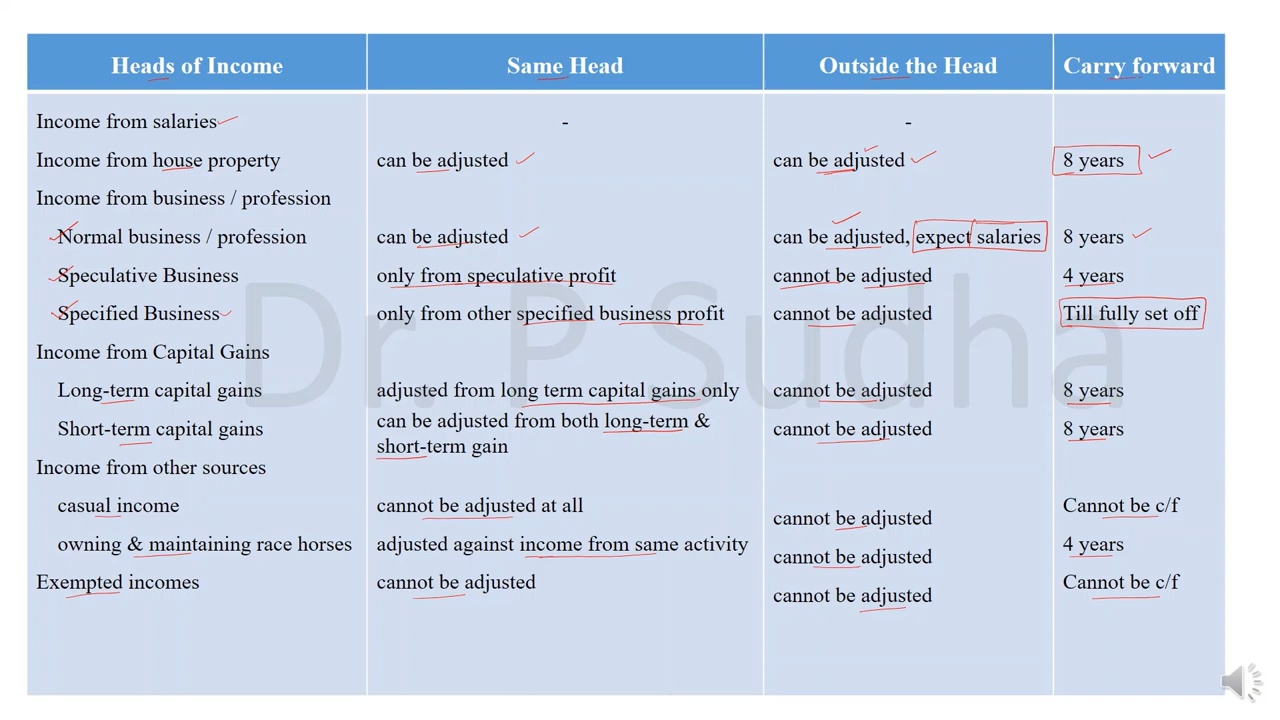 Heads of Income Same Head Outside the Head Carry forward
Income from salaries - -
Income from house property can be adjusted can be adjusted 8 years
Income from business / profession
Normal business / profession can be adjusted can be adjusted, expect salaries 8 years
Speculative Business only from speculative profit cannot be adjusted 4 years
Specified Business only from other specified business profit cannot be adjusted Till fully set off
Income from Capital Gains
Long-term capital gains adjusted from long term capital gains only cannot be adjusted 8 years
Short-term capital gains can be adjusted from both long-term & cannot be adjusted 8 years
short-term gain
Income from other sources
casual income cannot be adjusted at all cannot be adjusted Cannot be c/f
owning & maintaining race horses adjusted against income from same activity cannot be adjusted 4 years
Exempted incomes cannot be adjusted cannot be adjusted Cannot be c/f
Dr. P Sudha